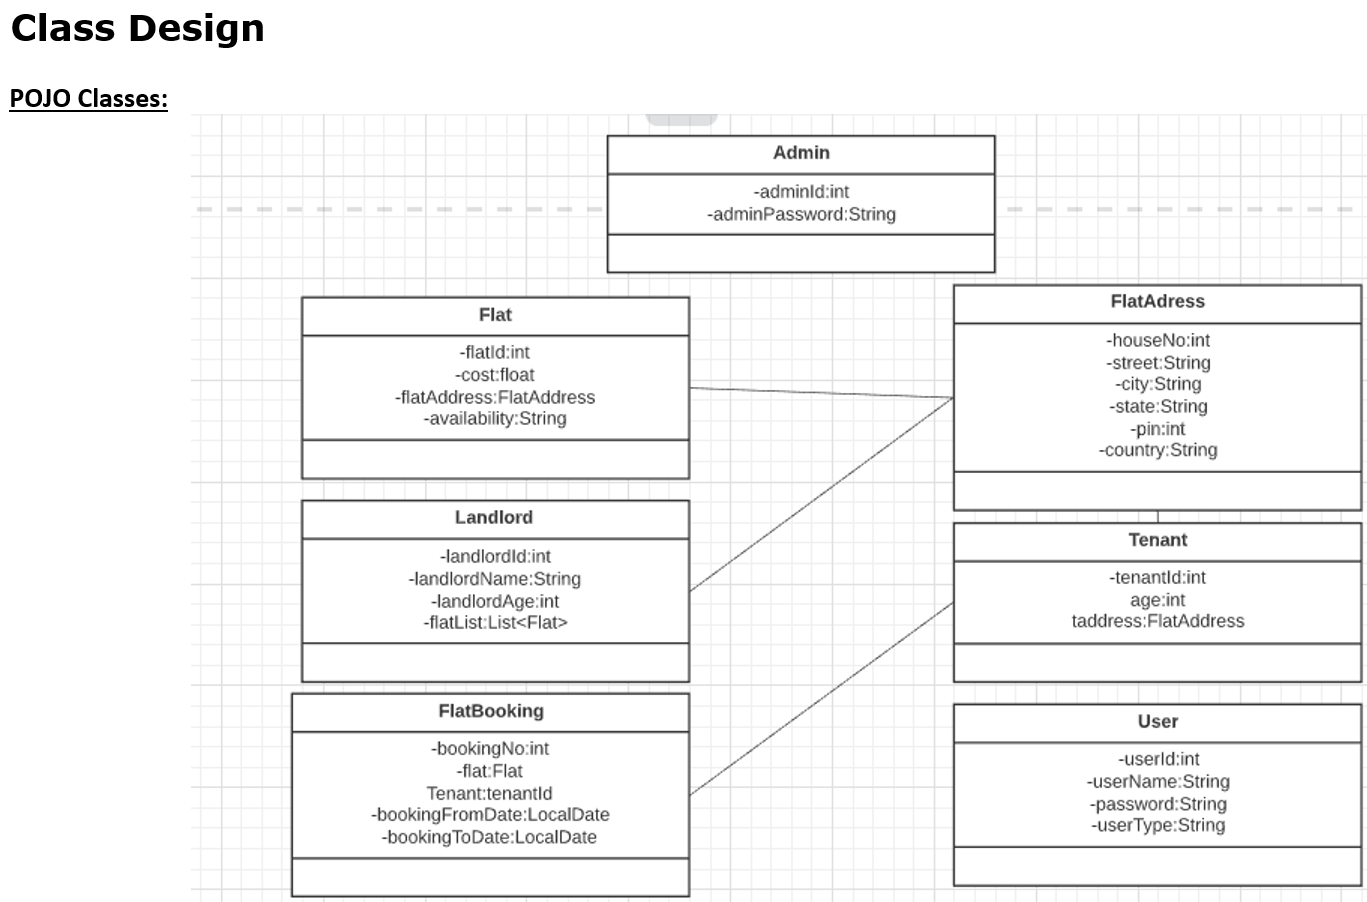 Class Design
POJO Classes:
Admin
-adminId:int
-adminPassword:String
Flat
-flatId:int
-cost:float
-flatAddress:FlatAddress
-availability:String
FlatAdress
-houseNo:int
-street:String
-city:String
-state:String
-pin:int
-country:String
Landlord
-landlordId:int
-landlordName:String
-landlordAge:int
-flatList:List<Flat>
Tenant
-tenantId:int
age:int
taddress:FlatAddress
FlatBooking
-bookingNo:int
-flat:Flat
Tenant:tenantId
-bookingFromDate:LocalDate
-bookingToDate:LocalDate
User
-userId:int
-userName:String
-password:String
-userType:String